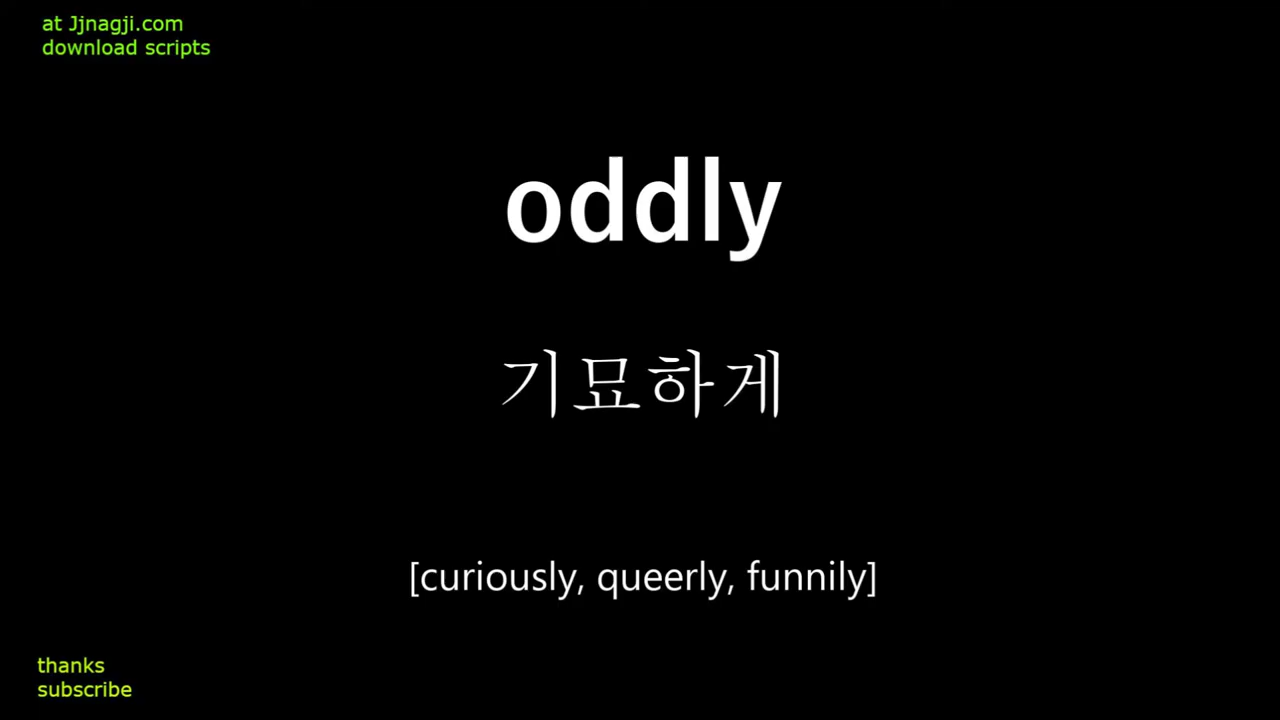 at Jjnagji.com
download scripts
oddly
기묘하게
[curiously, queerly, funnily]
thanks
subscribe